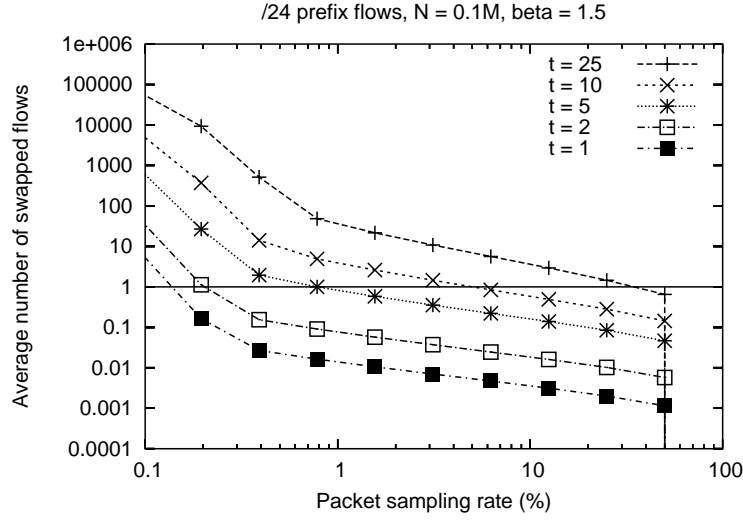 /24 prefix flows, N = 0.1M, beta = 1.5
1e+006
100000
10000
1000
100
10
1
0.1
0.01
0.001
0.0001
Average number of swapped flows
t = 25
t = 10
t = 5
t = 2
t = 1
0.1 1 10 100
Packet sampling rate (%)